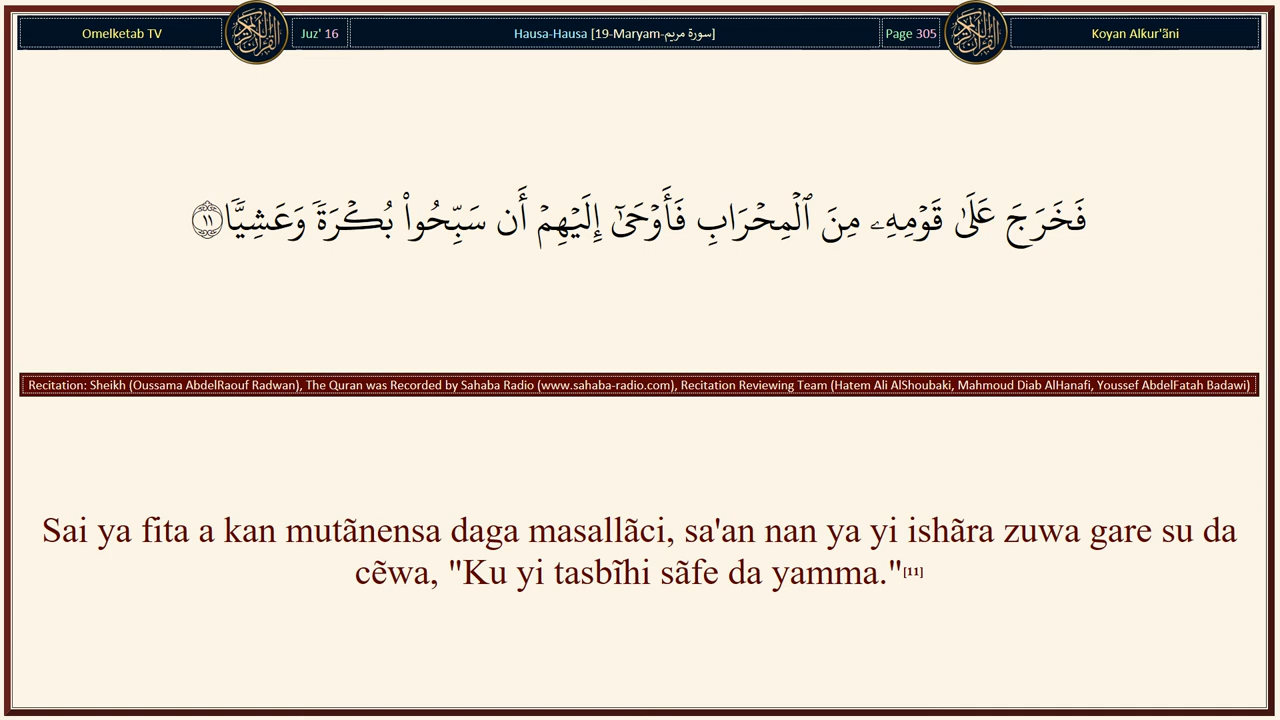 Omelketab TV
Juz' 16
Hausa-Hausa [19-Maryam-سورة مريم]
Page 305
Koyan Alƙur'ãni
فَخَرَجَ عَلَىٰ قَوۡمِهِۦ مِنَ ٱلۡمِحۡرَابِ فَأَوۡحَىٰٓ إِلَيۡهِمۡ أَن سَبِّحُواْ بُكۡرَةٗ وَعَشِيّٗا ١١
Recitation: Sheikh (Oussama AbdelRaouf Radwan), The Quran was Recorded by Sahaba Radio (www.sahaba-radio.com), Recitation Reviewing Team (Hatem Ali AlShoubaki, Mahmoud Diab AlHanafi, Youssef AbdelFatah Badawi)
Sai ya fita a kan mutãnensa daga masallãci, sa'an nan ya yi ishãra zuwa gare su da
cẽwa, "Ku yi tasbĩhi sãfe da yamma."[11]